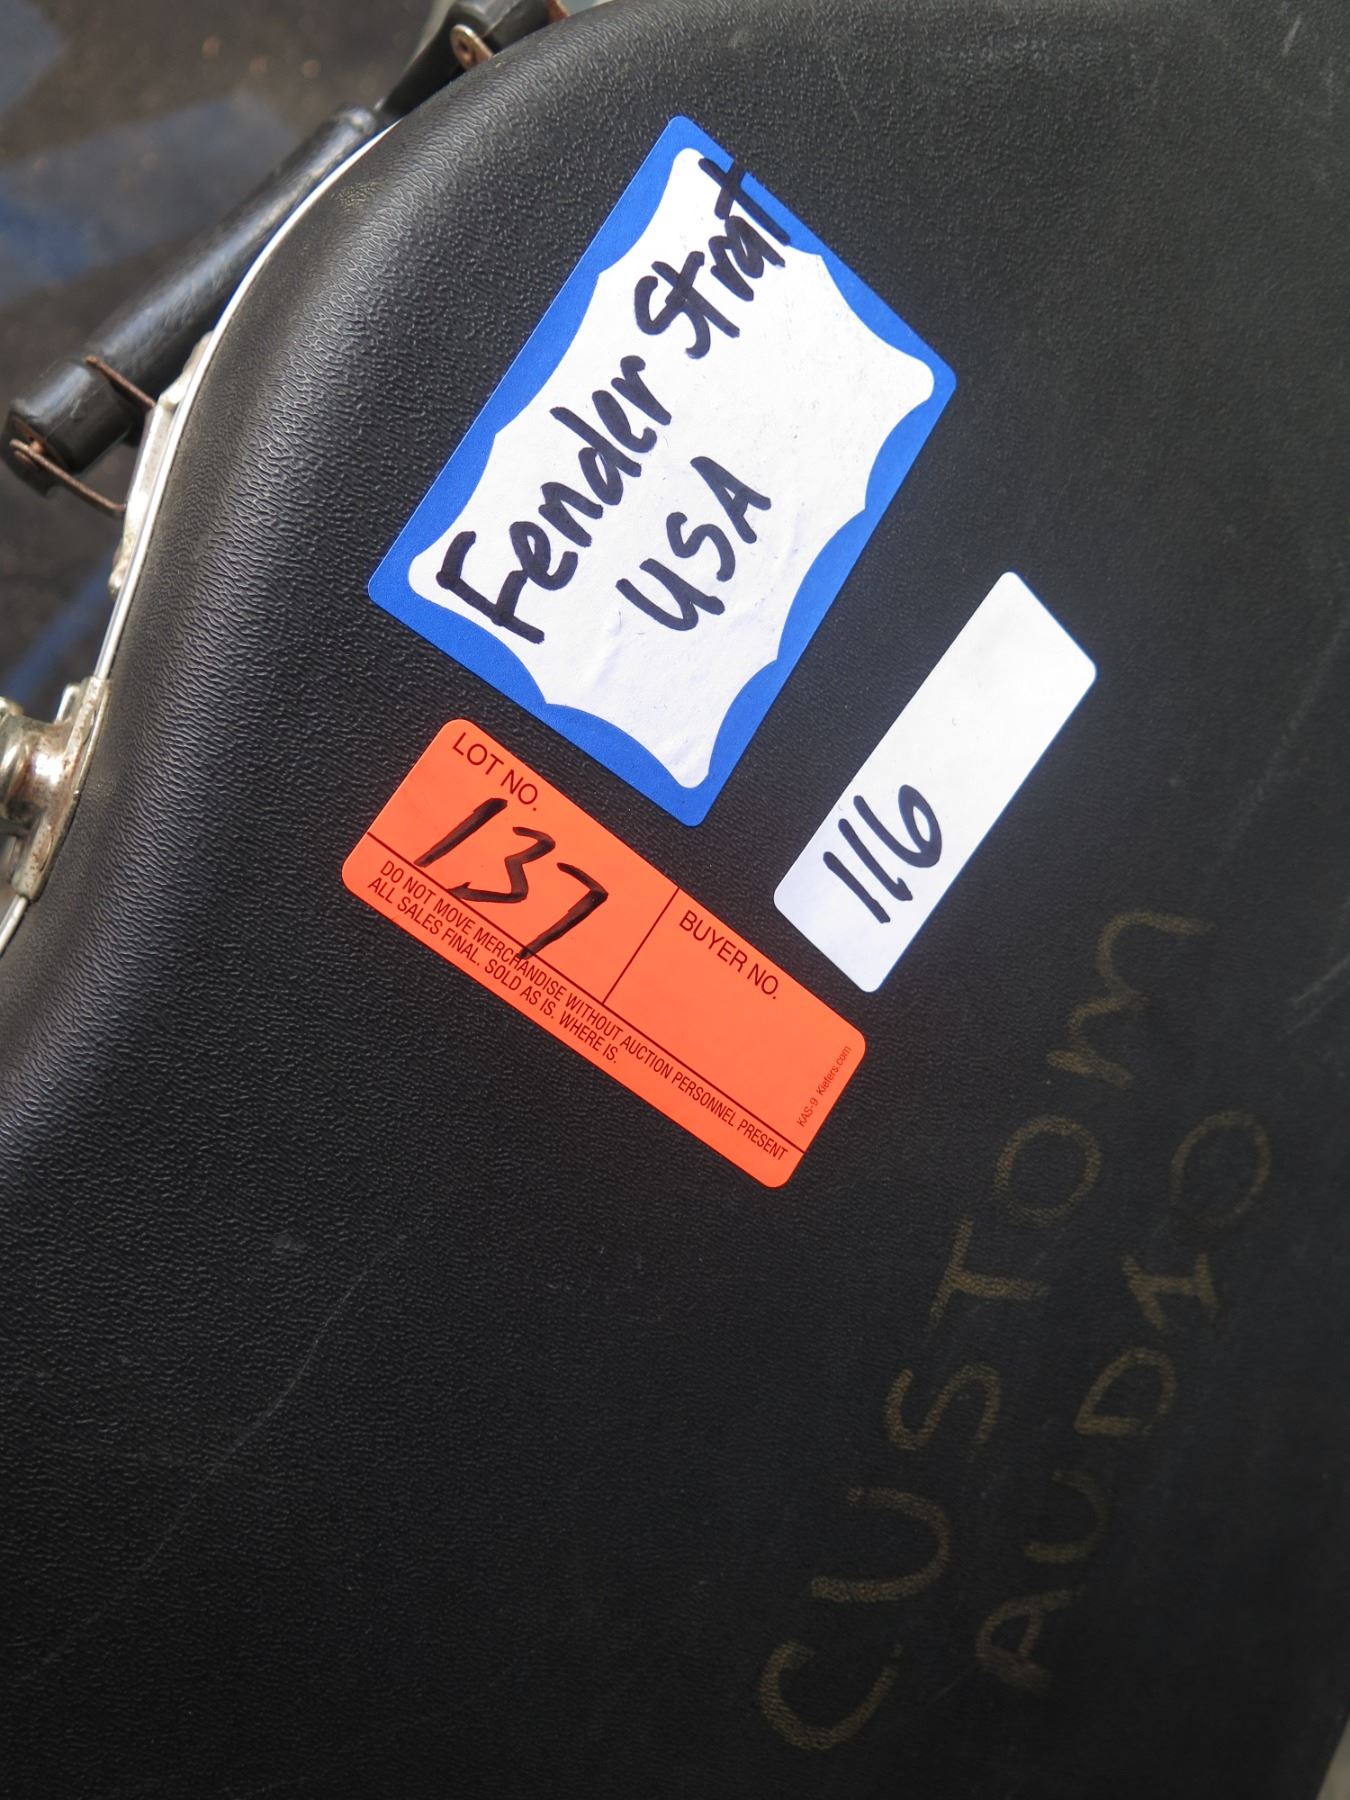 Fender Strat
USA
116
LOT NO.
137
BUYER NO.
DO NOT MOVE MERCHANDISE WITHOUT AUCTION PERSONNEL PRESENT
ALL SALES FINAL. SOLD AS IS. WHERE IS.
KAS-9 Kiefers.com
CUSTOM
AUDIO